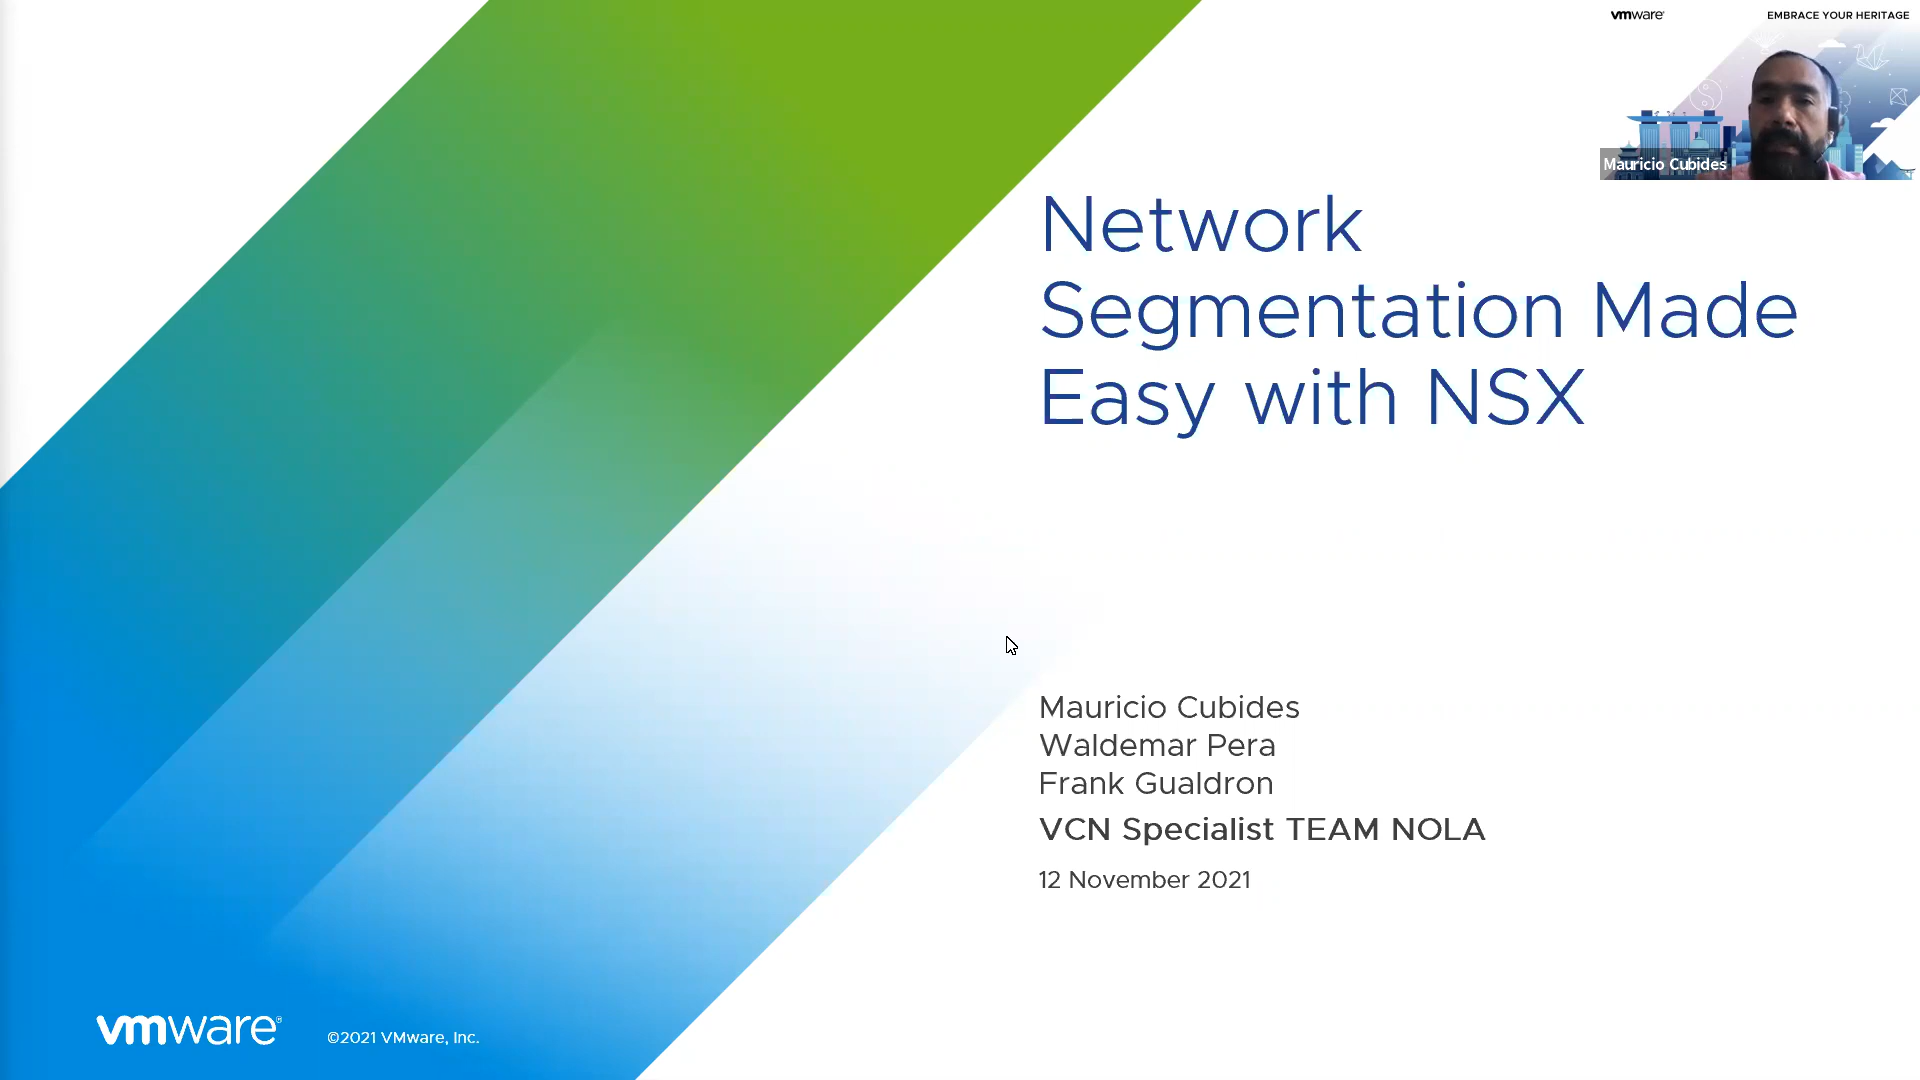 vmware
EMBRACE YOUR HERITAGE
Mauricio Cubides
Network
Segmentation Made
Easy with NSX
Mauricio Cubides
Waldemar Pera
Frank Gualdron
VCN Specialist TEAM NOLA
12 November 2021
vmware®
©2021 VMware, Inc.